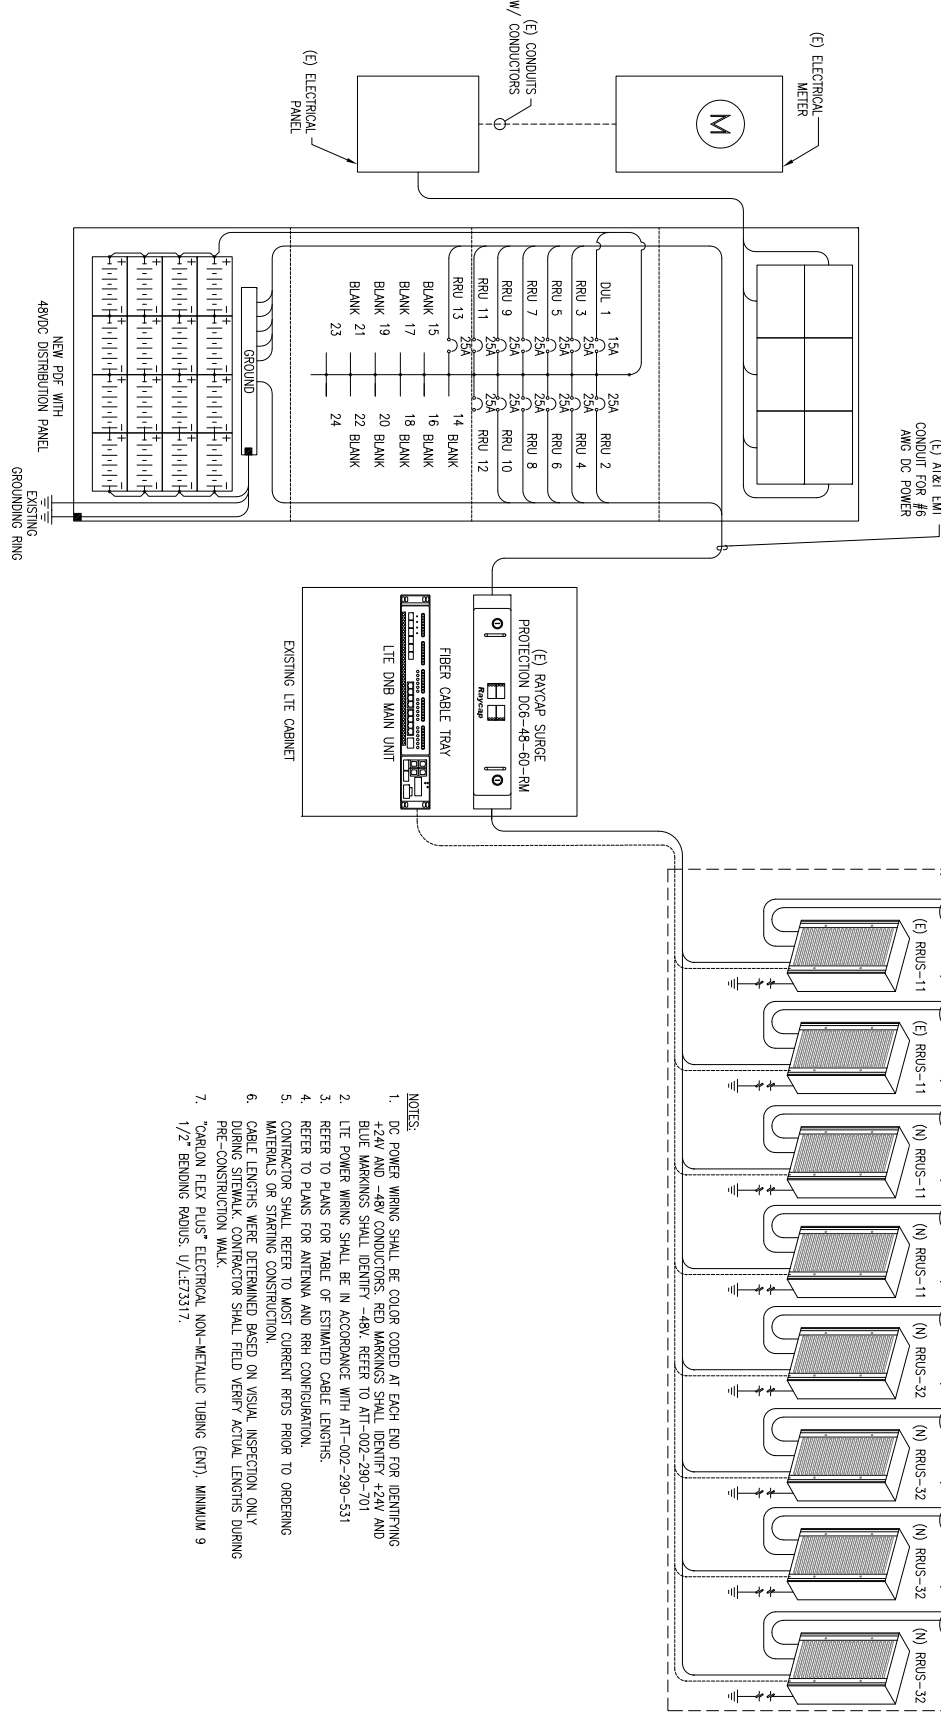 (E) ELECTRICAL
METER
M
(E) CONDUITS
W/ CONDUCTORS
(E) ELECTRICAL
PANEL
(E) AT&T EMT
CONDUIT FOR #6
AWG DC POWER
DUL 1
15A
25A
RRU 2
RRU 3
25A
25A
RRU 4
RRU 5
25A
25A
RRU 6
RRU 7
25A
25A
RRU 8
RRU 9
25A
25A
RRU 10
RRU 11
25A
25A
RRU 12
RRU 13
25A
14 BLANK
BLANK 15
16 BLANK
BLANK 17
18 BLANK
BLANK 19
20 BLANK
BLANK 21
22 BLANK
23
24
GROUND
NEW PDF WITH
48VDC DISTRIBUTION PANEL
EXISTING
GROUNDING RING
(E) RAYCAP SURGE
PROTECTION DC6-48-60-RM
Raycap
FIBER CABLE TRAY
LTE DNB MAIN UNIT
EXISTING LTE CABINET
(E) RRUS-11
(E) RRUS-11
(N) RRUS-11
(N) RRUS-11
(N) RRUS-32
(N) RRUS-32
(N) RRUS-32
(N) RRUS-32
NOTES:
1. DC POWER WIRING SHALL BE COLOR CODED AT EACH END FOR IDENTIFYING
+24V AND -48V CONDUCTORS. RED MARKINGS SHALL IDENTIFY +24V AND
BLUE MARKINGS SHALL IDENTIFY -48V. REFER TO ATT-002-290-701
2. LTE POWER WIRING SHALL BE IN ACCORDANCE WITH ATT-002-290-531
3. REFER TO PLANS FOR TABLE OF ESTIMATED CABLE LENGTHS.
4. REFER TO PLANS FOR ANTENNA AND RRH CONFIGURATION.
5. CONTRACTOR SHALL REFER TO MOST CURRENT RFDS PRIOR TO ORDERING
MATERIALS OR STARTING CONSTRUCTION.
6. CABLE LENGTHS WERE DETERMINED BASED ON VISUAL INSPECTION ONLY
DURING SITEWALK. CONTRACTOR SHALL FIELD VERIFY ACTUAL LENGTHS DURING
PRE-CONSTRUCTION WALK.
7. "CARLON FLEX PLUS" ELECTRICAL NON-METALLIC TUBING (ENT). MINIMUM 9
1/2" BENDING RADIUS. U/L:E73317.